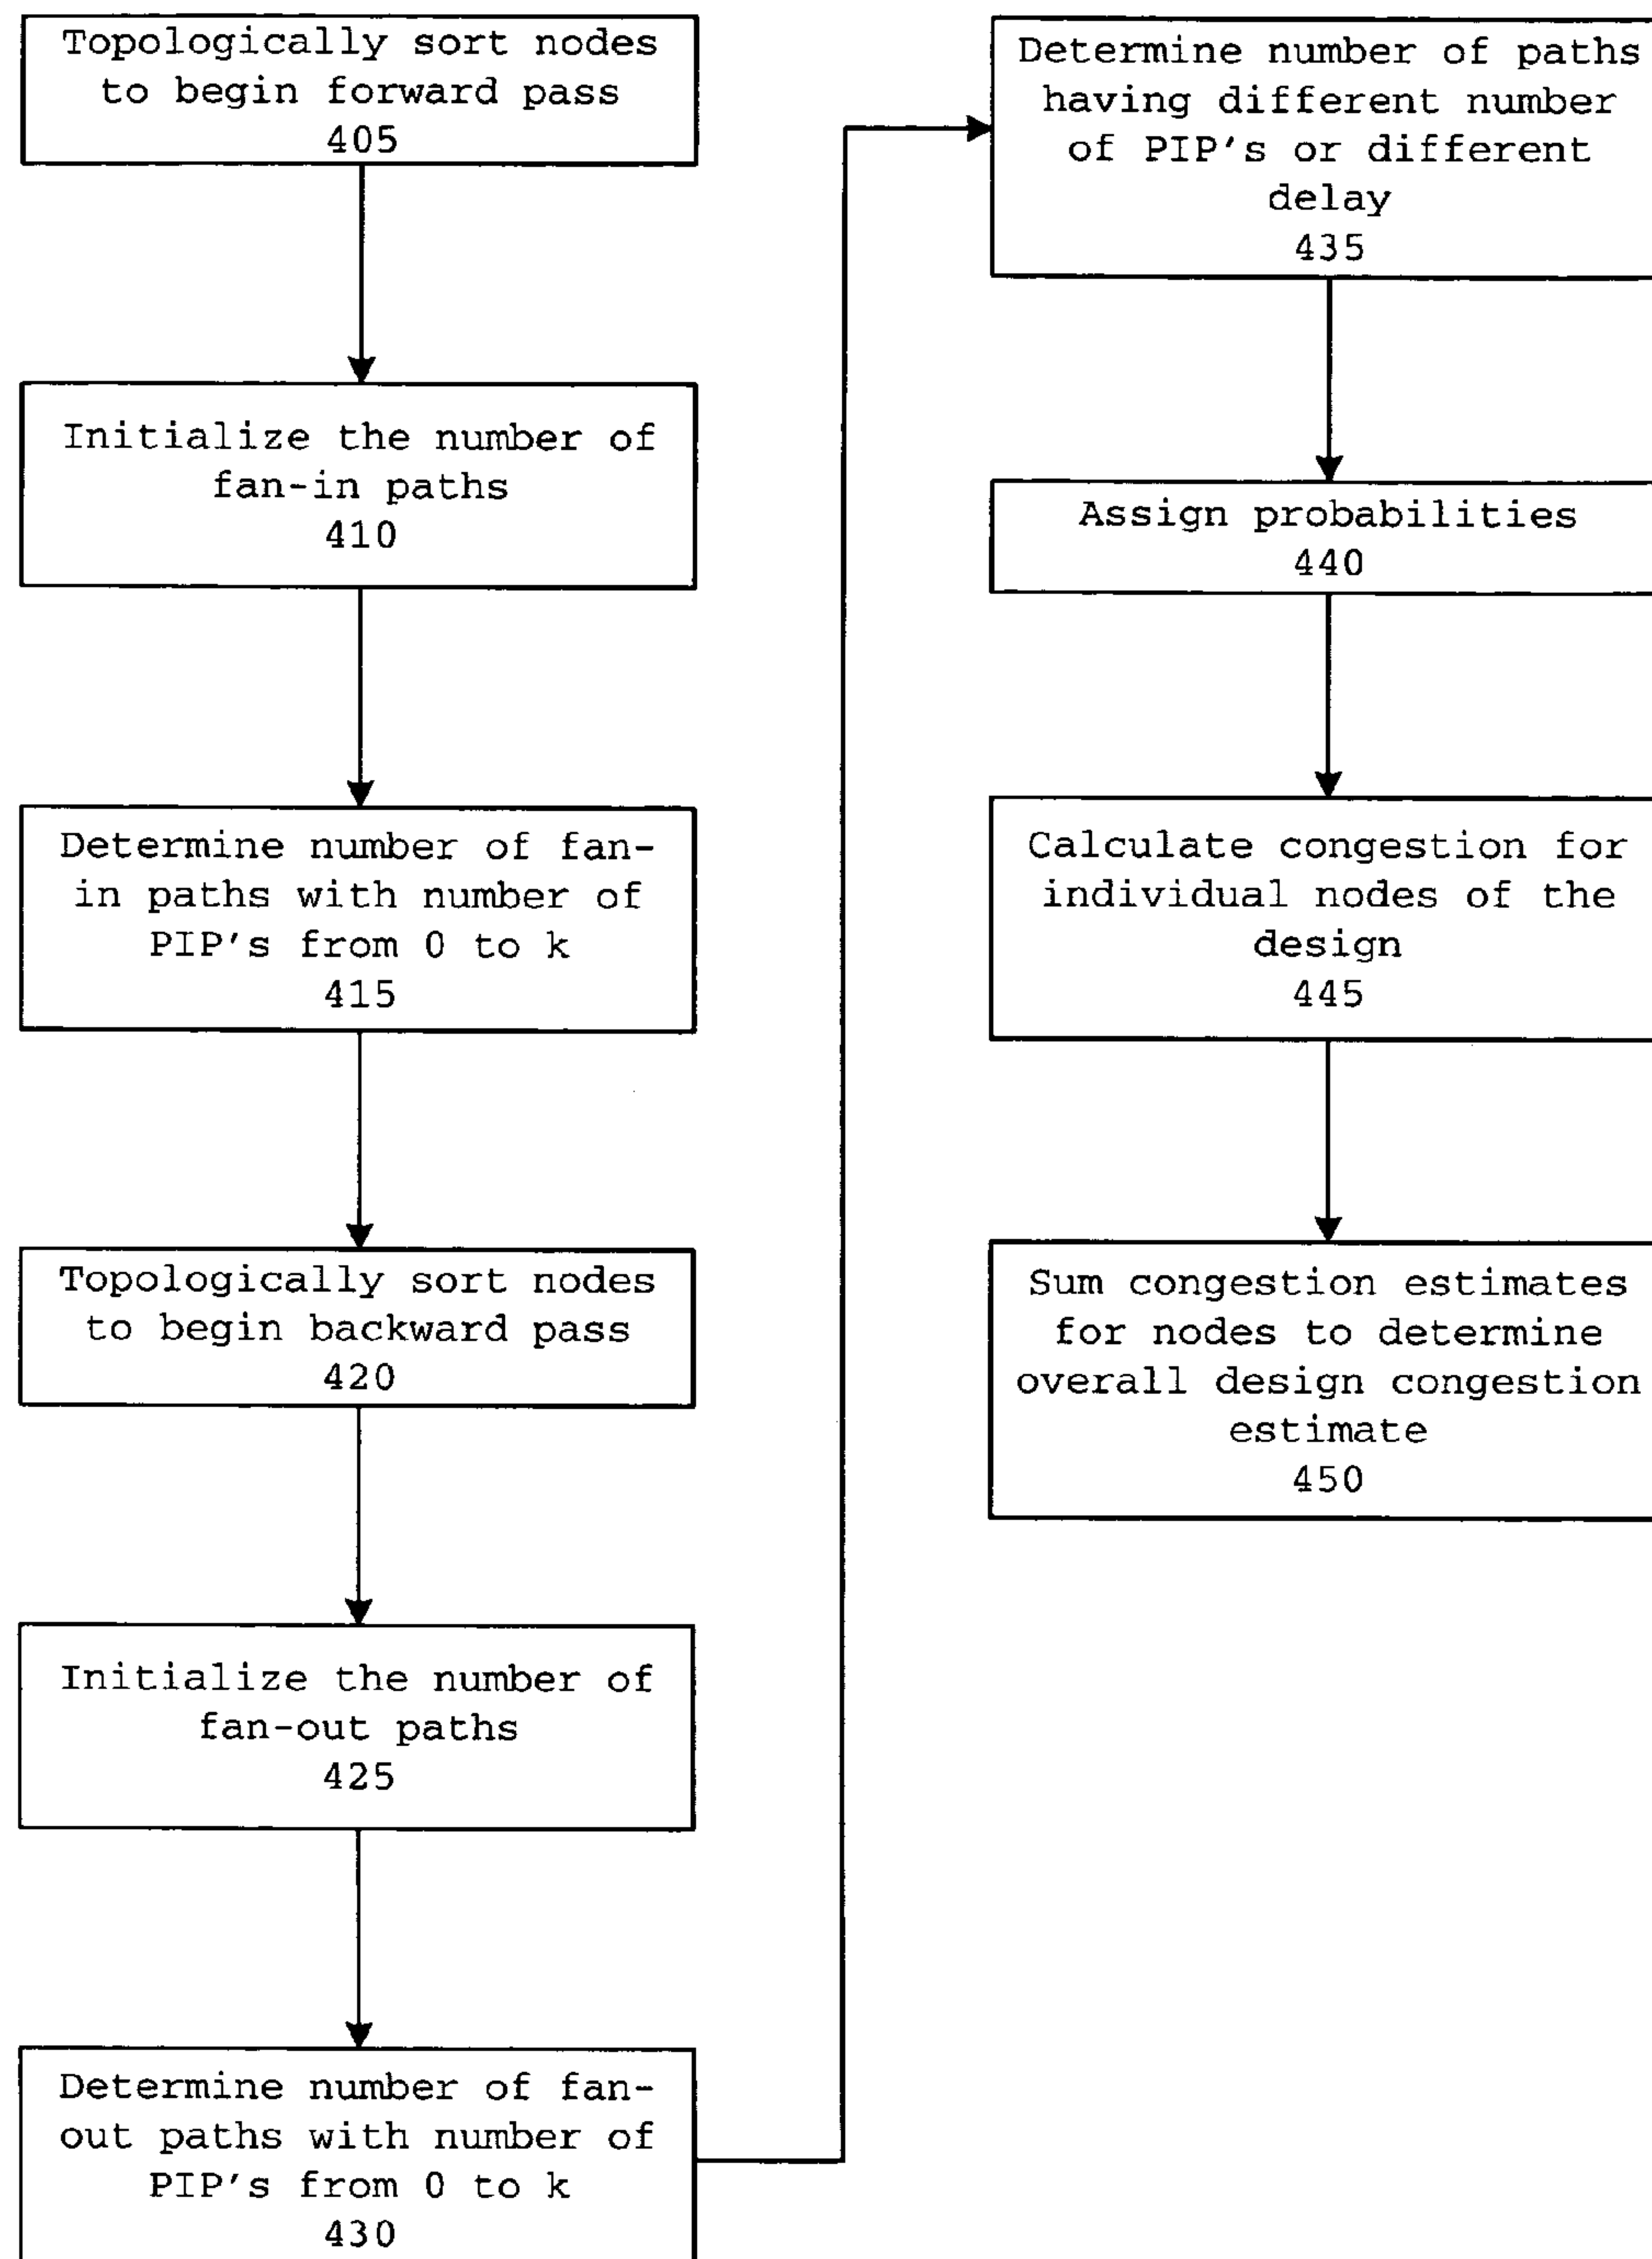 Topologically sort nodes
to begin forward pass
405
Initialize the number of
fan-in paths
410
Determine number of fan-
in paths with number of
PIP's from 0 to k
415
Topologically sort nodes
to begin backward pass
420
Initialize the number of
fan-out paths
425
Determine number of fan-
out paths with number of
PIP's from 0 to k
430
Determine number of paths
having different number
of PIP's or different
delay
435
Assign probabilities
440
Calculate congestion for
individual nodes of the
design
445
Sum congestion estimates
for nodes to determine
overall design congestion
estimate
450